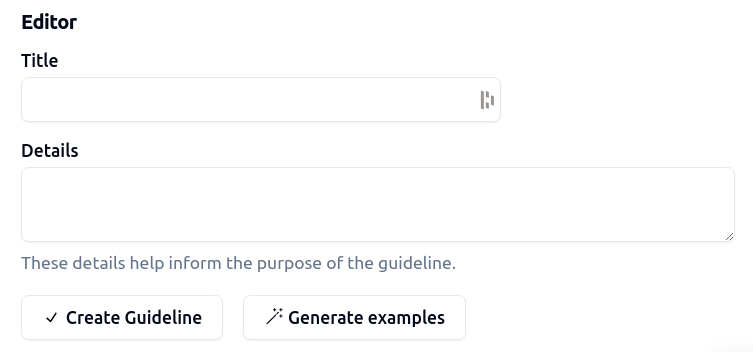 Editor
Title
Details
These details help inform the purpose of the guideline.
Create Guideline
Generate examples